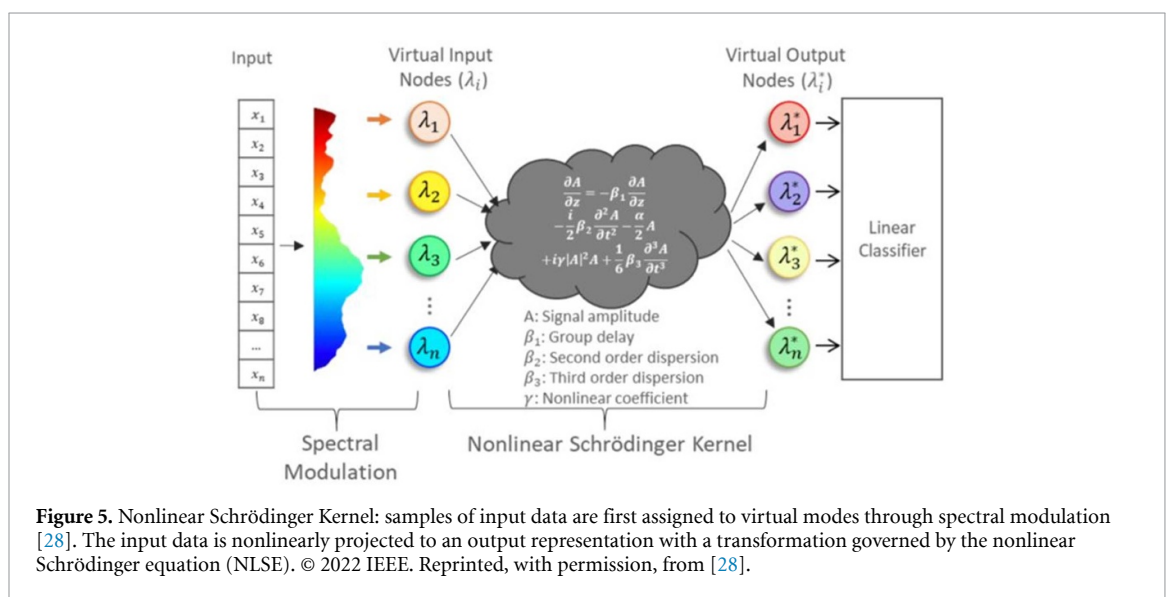 Input
Virtual Input
Nodes (λᵢ)
Virtual Output
Nodes (λᵢ*)
x₁
x₂
x₃
x₄
x₅
x₆
x₇
x₈
...
xₙ
λ₁
λ₂
λ₃
⋮
λₙ
∂A/∂z = −β₁ ∂A/∂z
−i/2 β₂ ∂²A/∂t² − α/2 A
+iγ|A|²A + 1/6 β₃ ∂³A/∂t³
A: Signal amplitude
β₁: Group delay
β₂: Second order dispersion
β₃: Third order dispersion
γ: Nonlinear coefficient
λ₁*
λ₂*
λ₃*
⋮
λₙ*
Linear
Classifier
Spectral
Modulation
Nonlinear Schrödinger Kernel
Figure 5. Nonlinear Schrödinger Kernel: samples of input data are first assigned to virtual modes through spectral modulation
[28]. The input data is nonlinearly projected to an output representation with a transformation governed by the nonlinear
Schrödinger equation (NLSE). © 2022 IEEE. Reprinted, with permission, from [28].